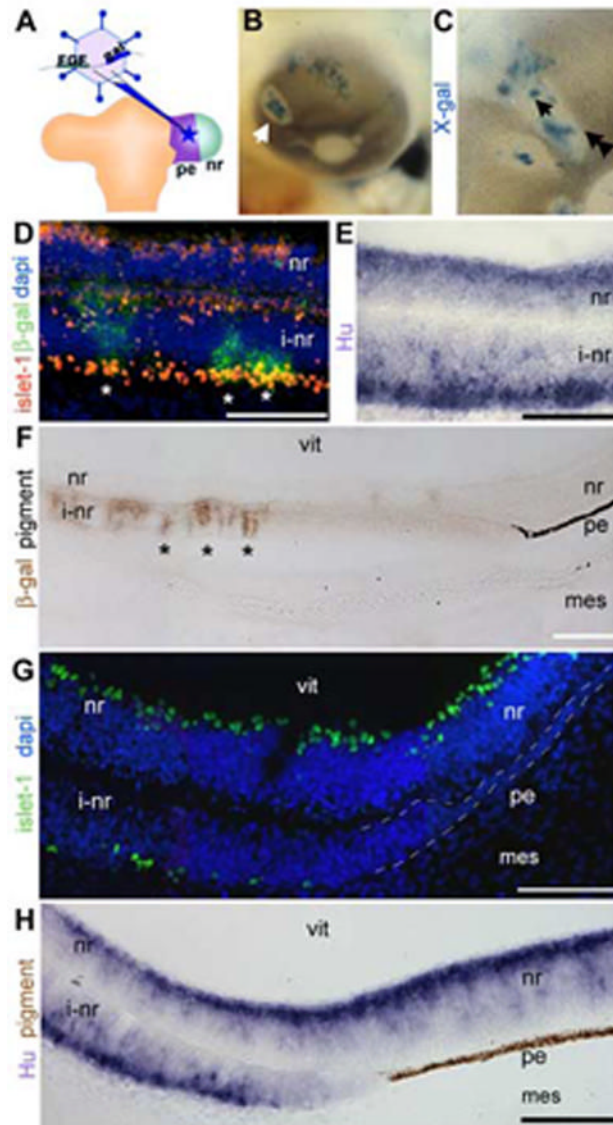 A
FGF
gal
pe
nr
B
C
X-gal
D
islet-1 β-gal dapi
nr
i-nr
* * *
E
Hu
nr
i-nr
F
β-gal pigment
vit
nr
i-nr
* * *
nr
pe
mes
G
islet-1 dapi
vit
nr
i-nr
nr
pe
mes
H
Hu pigment
vit
nr
i-nr
nr
pe
mes